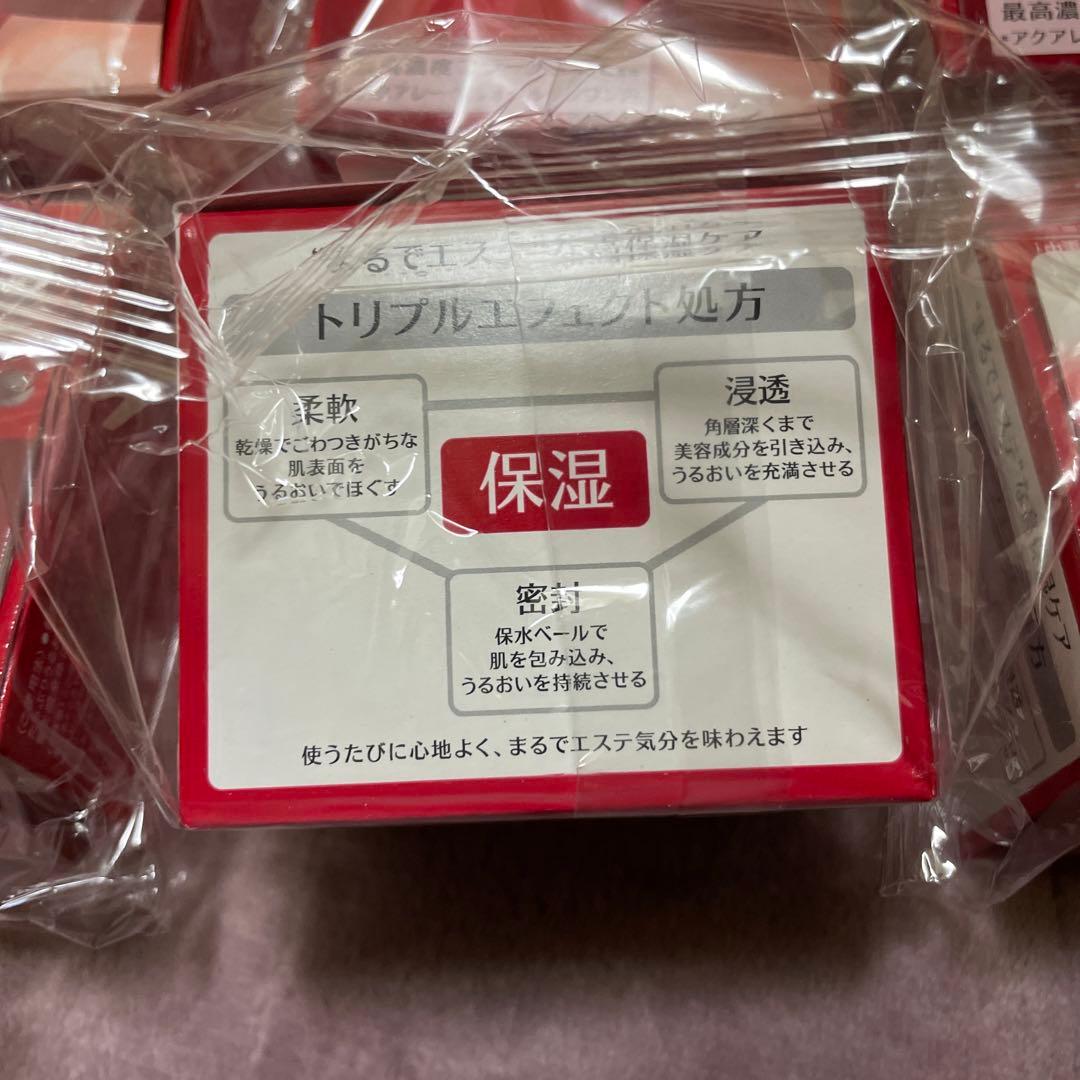 最高濃
*アクアレ
濃度
まるでエス
保湿ケア
トリプルエフェクト処方
柔軟
乾燥でごわつきがちな
肌表面を
うるおいでほぐす
保湿
浸透
角層深くまで
美容成分を引き込み、
うるおいを充満させる
密封
保水ベールで
肌を包み込み、
うるおいを持続させる
使うたびに心地よく、まるでエステ気分を味わえます